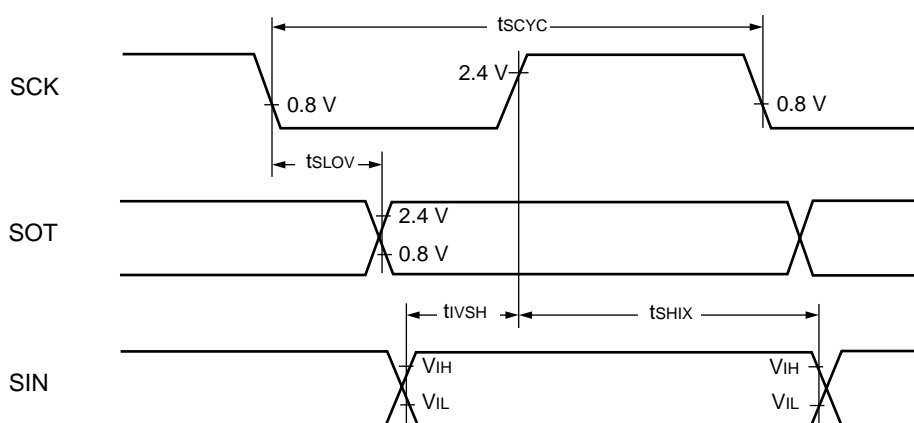 tSCYC
SCK
2.4 V
0.8 V
0.8 V
tSLOV
SOT
2.4 V
0.8 V
tIVSH
tSHIX
SIN
VIH
VIH
VIL
VIL